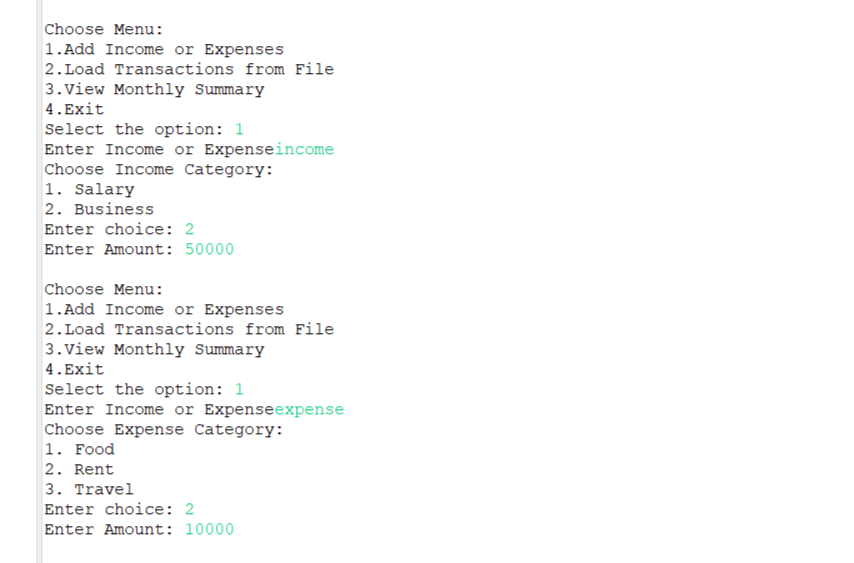 Choose Menu:
1.Add Income or Expenses
2.Load Transactions from File
3.View Monthly Summary
4.Exit
Select the option: 1
Enter Income or Expenseincome
Choose Income Category:
1. Salary
2. Business
Enter choice: 2
Enter Amount: 50000
Choose Menu:
1.Add Income or Expenses
2.Load Transactions from File
3.View Monthly Summary
4.Exit
Select the option: 1
Enter Income or Expenseexpense
Choose Expense Category:
1. Food
2. Rent
3. Travel
Enter choice: 2
Enter Amount: 10000